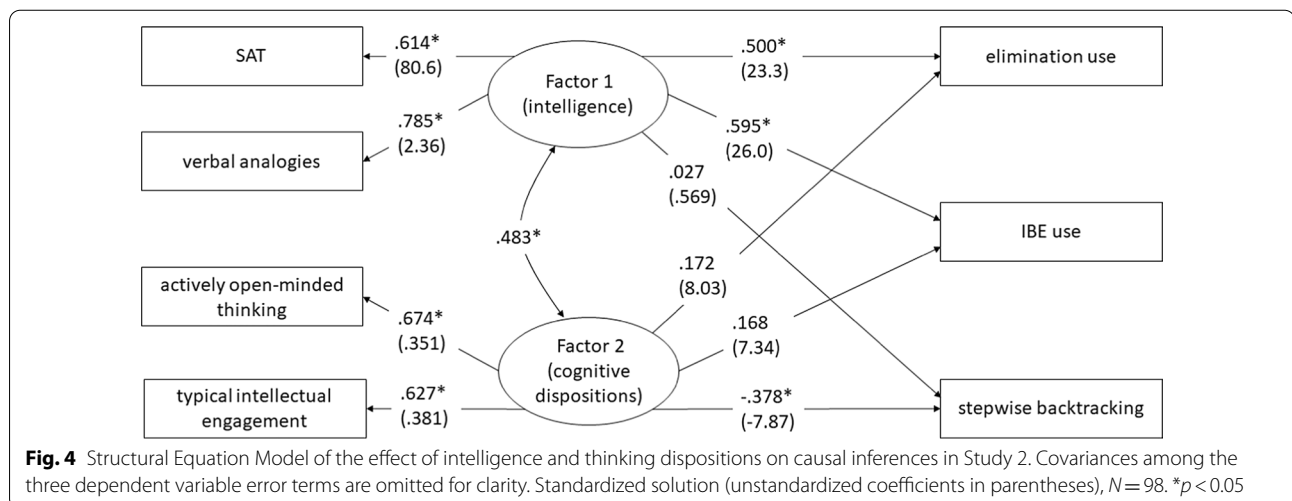 SAT
.614*
(80.6)
Factor 1
(intelligence)
.500*
(23.3)
elimination use
verbal analogies
.785*
(2.36)
.595*
(26.0)
.027
(.569)
.483*
IBE use
actively open-minded
thinking
.674*
(.351)
Factor 2
(cognitive
dispositions)
.172
(8.03)
.168
(7.34)
typical intellectual
engagement
.627*
(.381)
-.378*
(-7.87)
stepwise backtracking
Fig. 4 Structural Equation Model of the effect of intelligence and thinking dispositions on causal inferences in Study 2. Covariances among the
three dependent variable error terms are omitted for clarity. Standardized solution (unstandardized coefficients in parentheses), N = 98. *p < 0.05